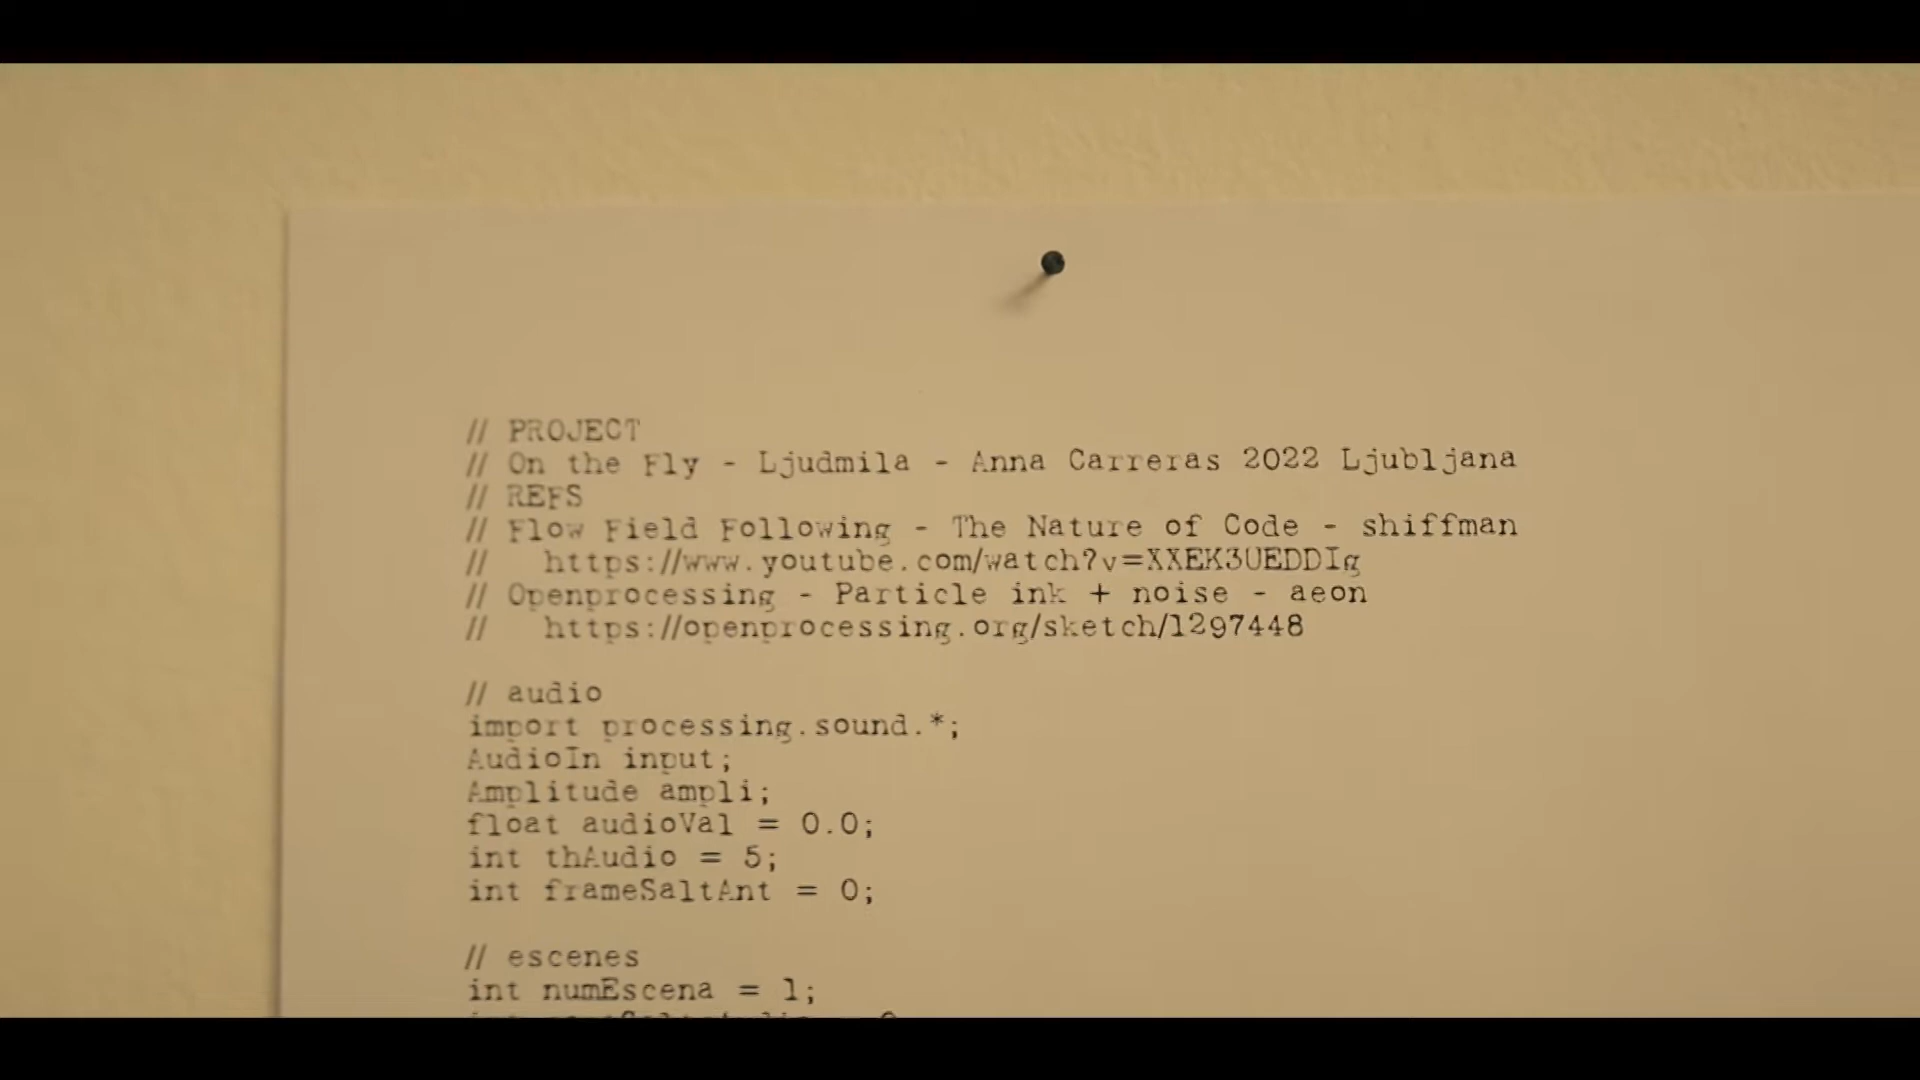 // PROJECT
// On the Fly - Ljudmila - Anna Carreras 2022 Ljubljana
// REFS
// Flow Field Following - The Nature of Code - shiffman
//   https://www.youtube.com/watch?v=XXEK3UEDDIg
// Openprocessing - Particle ink + noise - aeon
//   https://openprocessing.org/sketch/1297448
// audio
import processing.sound.*;
AudioIn input;
Amplitude ampli;
float audioVal = 0.0;
int thAudio = 5;
int frameSaltAnt = 0;
// escenes
int numEscena = 1;